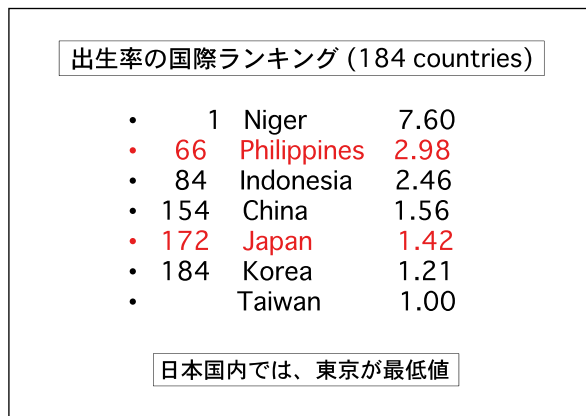 出生率の国際ランキング (184 countries)
• 1 Niger 7.60
• 66 Philippines 2.98
• 84 Indonesia 2.46
• 154 China 1.56
• 172 Japan 1.42
• 184 Korea 1.21
• Taiwan 1.00
日本国内では、東京が最低値